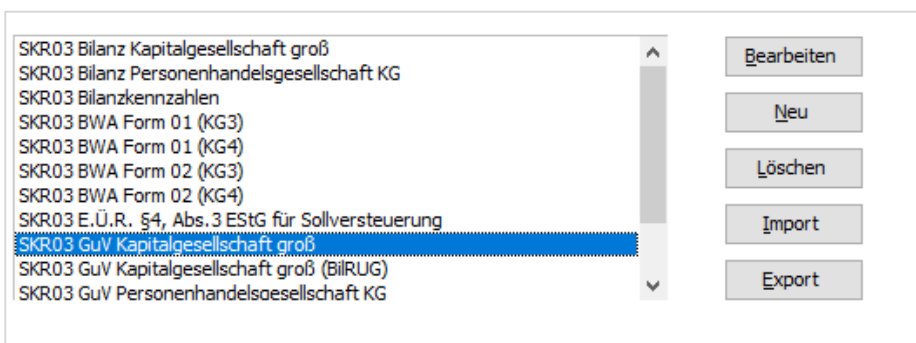 SKR03 Bilanz Kapitalgesellschaft groß
SKR03 Bilanz Personenhandelsgesellschaft KG
SKR03 Bilanzkennzahlen
SKR03 BWA Form 01 (KG3)
SKR03 BWA Form 01 (KG4)
SKR03 BWA Form 02 (KG3)
SKR03 BWA Form 02 (KG4)
SKR03 E.Ü.R. §4, Abs.3 EStG für Sollversteuerung
SKR03 GuV Kapitalgesellschaft groß
SKR03 GuV Kapitalgesellschaft groß (BilRUG)
SKR03 GuV Personenhandelsgesellschaft KG
Bearbeiten
Neu
Löschen
Import
Export